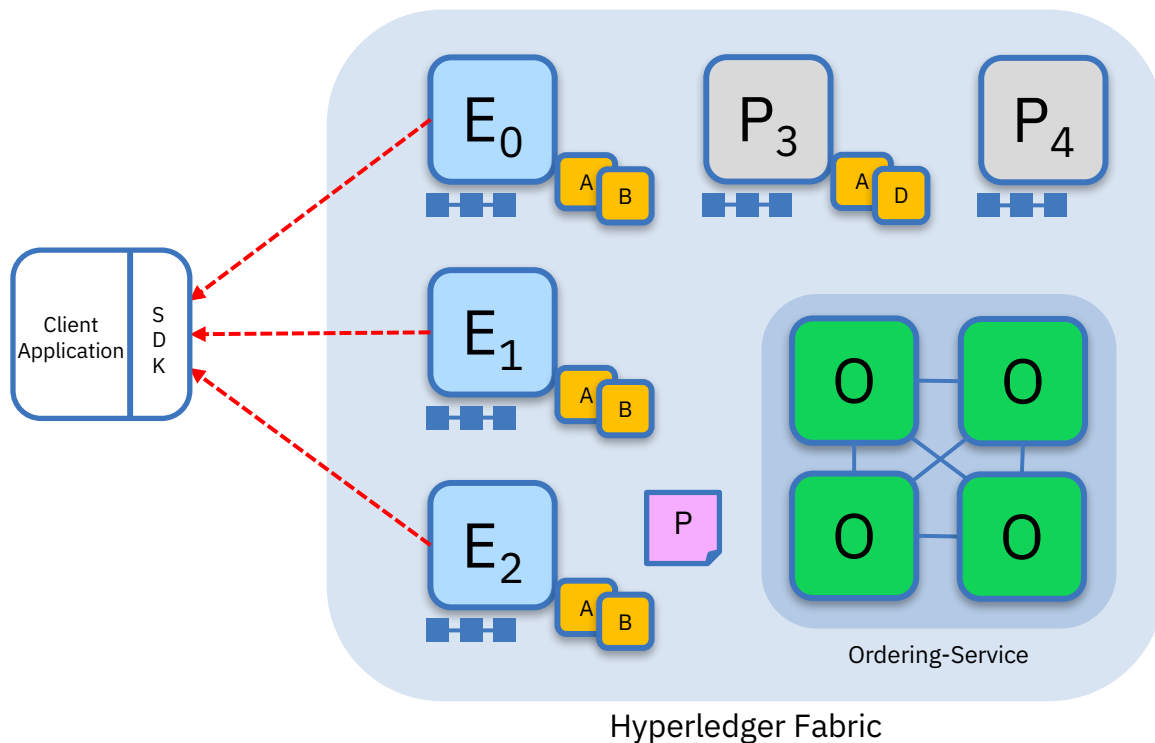 E0
A
B
P3
A
D
P4
Client
Application
S
D
K
E1
A
B
O
O
E2
A
B
P
O
O
Ordering-Service
Hyperledger Fabric